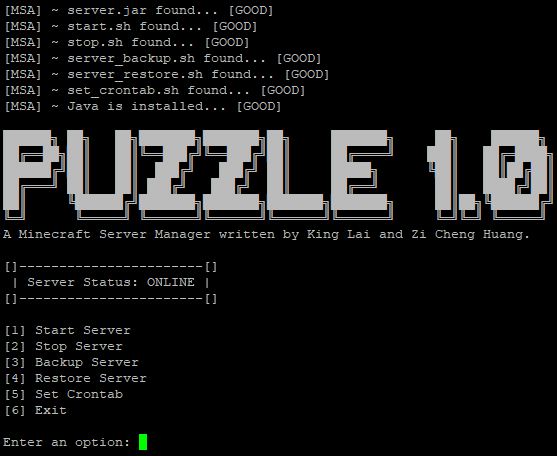 [MSA] ~ server.jar found... [GOOD]
[MSA] ~ start.sh found... [GOOD]
[MSA] ~ stop.sh found... [GOOD]
[MSA] ~ server_backup.sh found... [GOOD]
[MSA] ~ server_restore.sh found... [GOOD]
[MSA] ~ set_crontab.sh found... [GOOD]
[MSA] ~ Java is installed... [GOOD]
PUZZLE 1.0
A Minecraft Server Manager written by King Lai and Zi Cheng Huang.
[]-----------------------[]
| Server Status: ONLINE |
[]-----------------------[]
[1] Start Server
[2] Stop Server
[3] Backup Server
[4] Restore Server
[5] Set Crontab
[6] Exit
Enter an option: